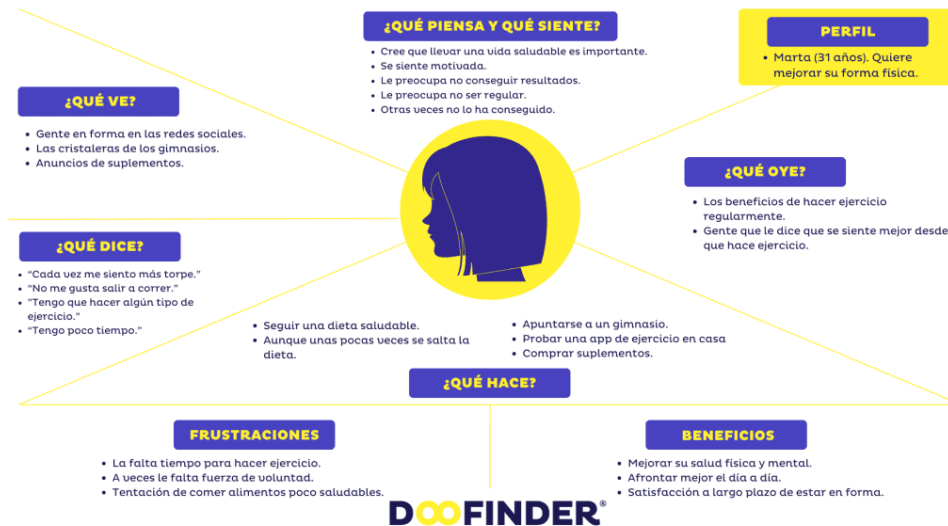 ¿QUÉ PIENSA Y QUÉ SIENTE?
• Cree que llevar una vida saludable es importante.
• Se siente motivada.
• Le preocupa no conseguir resultados.
• Le preocupa no ser regular.
• Otras veces no lo ha conseguido.
PERFIL
• Marta (31 años). Quiere
mejorar su forma física.
¿QUÉ VE?
• Gente en forma en las redes sociales.
• Las cristaleras de los gimnasios.
• Anuncios de suplementos.
¿QUÉ OYE?
• Los beneficios de hacer ejercicio
regularmente.
• Gente que le dice que se siente mejor desde
que hace ejercicio.
¿QUÉ DICE?
• “Cada vez me siento más torpe.”
• “No me gusta salir a correr.”
• “Tengo que hacer algún tipo de
ejercicio.”
• “Tengo poco tiempo.”
• Seguir una dieta saludable.
• Aunque unas pocas veces se salta la
dieta.
• Apuntarse a un gimnasio.
• Probar una app de ejercicio en casa
• Comprar suplementos.
¿QUÉ HACE?
FRUSTRACIONES
• La falta tiempo para hacer ejercicio.
• A veces le falta fuerza de voluntad.
• Tentación de comer alimentos poco saludables.
BENEFICIOS
• Mejorar su salud física y mental.
• Afrontar mejor el día a día.
• Satisfacción a largo plazo de estar en forma.
DOOFINDER®